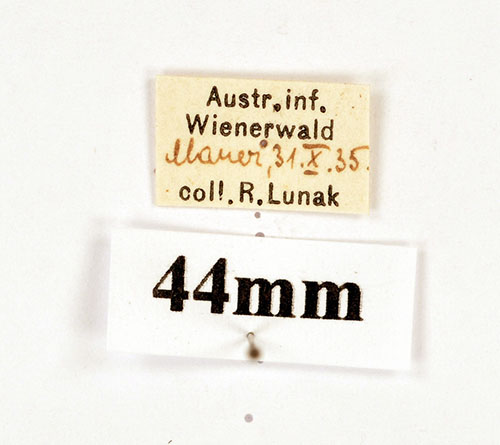 Austr. inf.
Wienerwald
Mauer, 31.X.35.
coll. R. Lunak
44mm